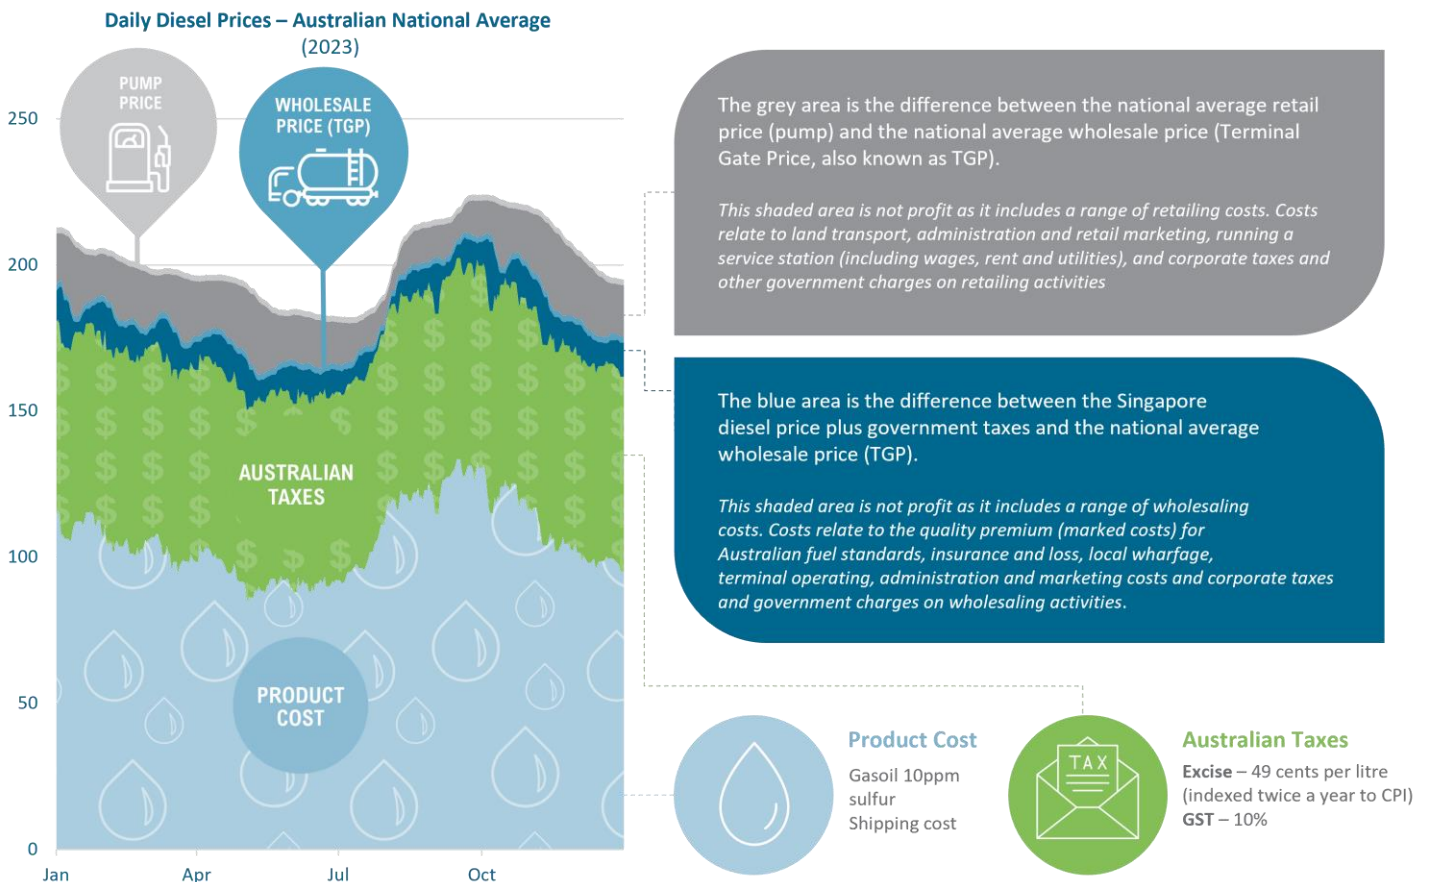 Daily Diesel Prices – Australian National Average
(2023)
PUMP
PRICE
WHOLESALE
PRICE (TGP)
250
200
150
100
50
0
Jan
Apr
Jul
Oct
AUSTRALIAN
TAXES
PRODUCT
COST
The grey area is the difference between the national average retail
price (pump) and the national average wholesale price (Terminal
Gate Price, also known as TGP).
This shaded area is not profit as it includes a range of retailing costs. Costs
relate to land transport, administration and retail marketing, running a
service station (including wages, rent and utilities), and corporate taxes and
other government charges on retailing activities
The blue area is the difference between the Singapore
diesel price plus government taxes and the national average
wholesale price (TGP).
This shaded area is not profit as it includes a range of wholesaling
costs. Costs relate to the quality premium (marked costs) for
Australian fuel standards, insurance and loss, local wharfage,
terminal operating, administration and marketing costs and corporate taxes
and government charges on wholesaling activities.
Product Cost
Gasoil 10ppm
sulfur
Shipping cost
TAX
Australian Taxes
Excise – 49 cents per litre
(indexed twice a year to CPI)
GST – 10%